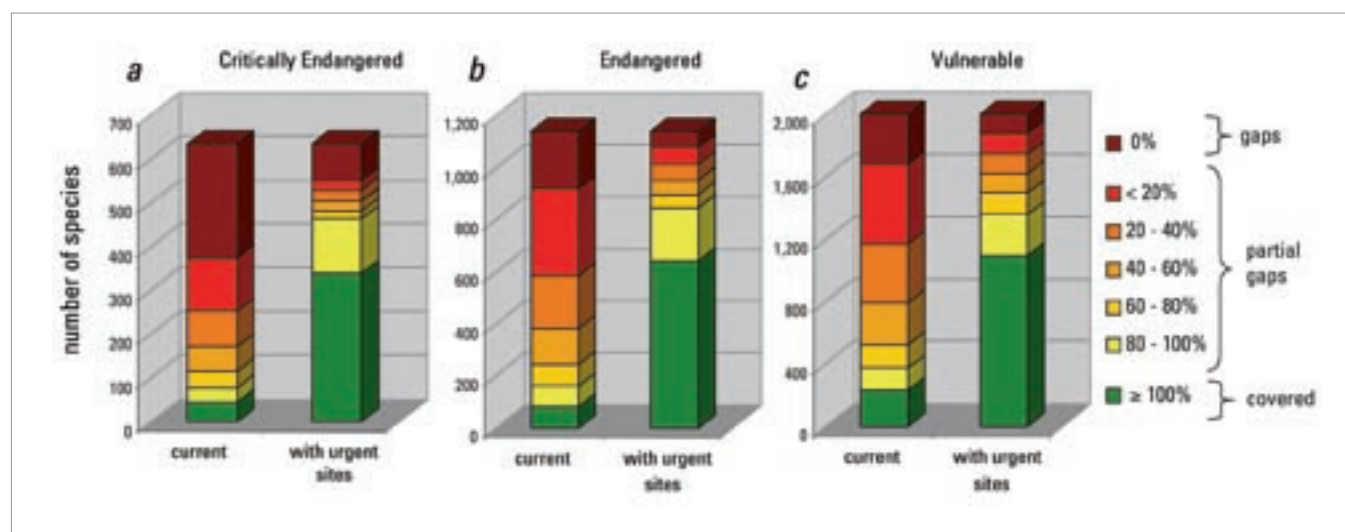 a
Critically Endangered
700
600
500
400
300
200
100
0
number of species
current
with urgent
sites
b
Endangered
1,200
1,000
800
600
400
200
0
current
with urgent
sites
c
Vulnerable
2,000
1,600
1,200
800
400
0
current
with urgent
sites
0%
gaps
< 20%
20 - 40%
40 - 60%
60 - 80%
80 - 100%
partial
gaps
≥ 100%
covered